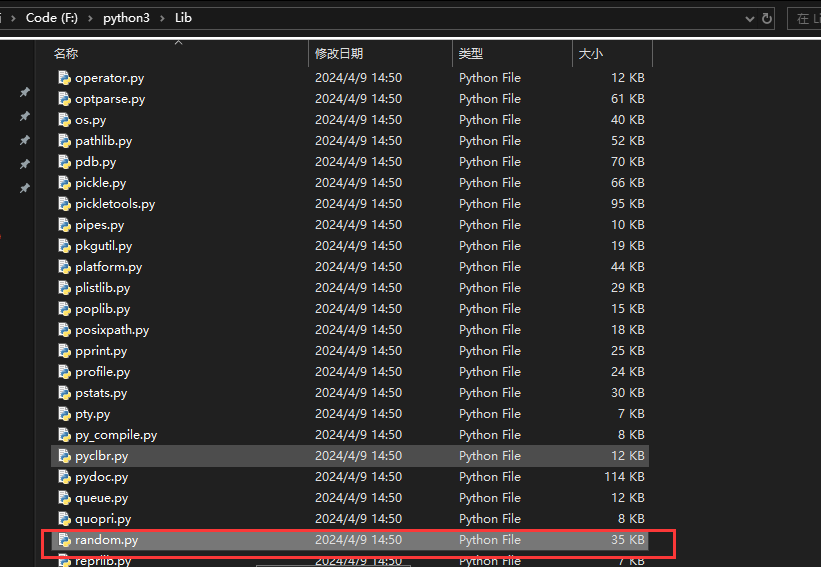 Code (F:) > python3 > Lib
在 Li
名称 修改日期 类型 大小
operator.py 2024/4/9 14:50 Python File 12 KB
optparse.py 2024/4/9 14:50 Python File 61 KB
os.py 2024/4/9 14:50 Python File 40 KB
pathlib.py 2024/4/9 14:50 Python File 52 KB
pdb.py 2024/4/9 14:50 Python File 70 KB
pickle.py 2024/4/9 14:50 Python File 66 KB
pickletools.py 2024/4/9 14:50 Python File 95 KB
pipes.py 2024/4/9 14:50 Python File 10 KB
pkgutil.py 2024/4/9 14:50 Python File 19 KB
platform.py 2024/4/9 14:50 Python File 44 KB
plistlib.py 2024/4/9 14:50 Python File 29 KB
poplib.py 2024/4/9 14:50 Python File 15 KB
posixpath.py 2024/4/9 14:50 Python File 18 KB
pprint.py 2024/4/9 14:50 Python File 25 KB
profile.py 2024/4/9 14:50 Python File 24 KB
pstats.py 2024/4/9 14:50 Python File 30 KB
pty.py 2024/4/9 14:50 Python File 7 KB
py_compile.py 2024/4/9 14:50 Python File 8 KB
pyclbr.py 2024/4/9 14:50 Python File 12 KB
pydoc.py 2024/4/9 14:50 Python File 114 KB
queue.py 2024/4/9 14:50 Python File 12 KB
quopri.py 2024/4/9 14:50 Python File 8 KB
random.py 2024/4/9 14:50 Python File 35 KB
reprlib.py 2024/4/9 14:50 Python File 7 KB